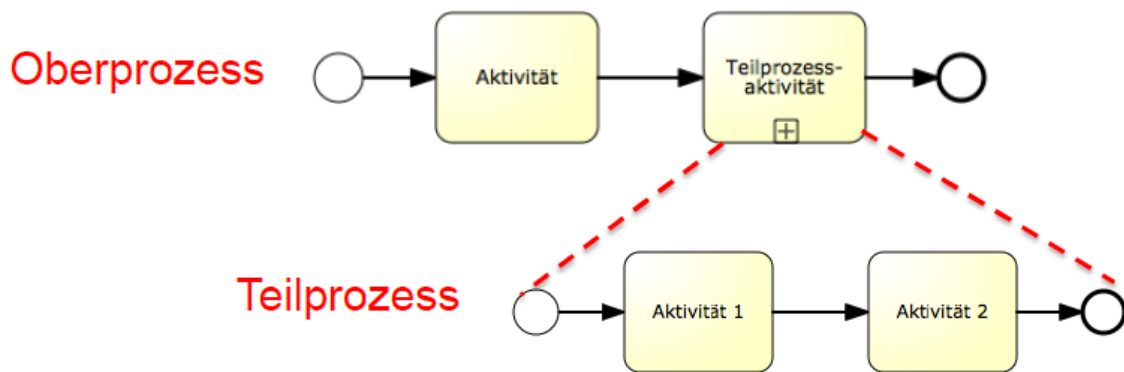 Oberprozess
Aktivität
Teilprozess-
aktivität
Teilprozess
Aktivität 1
Aktivität 2